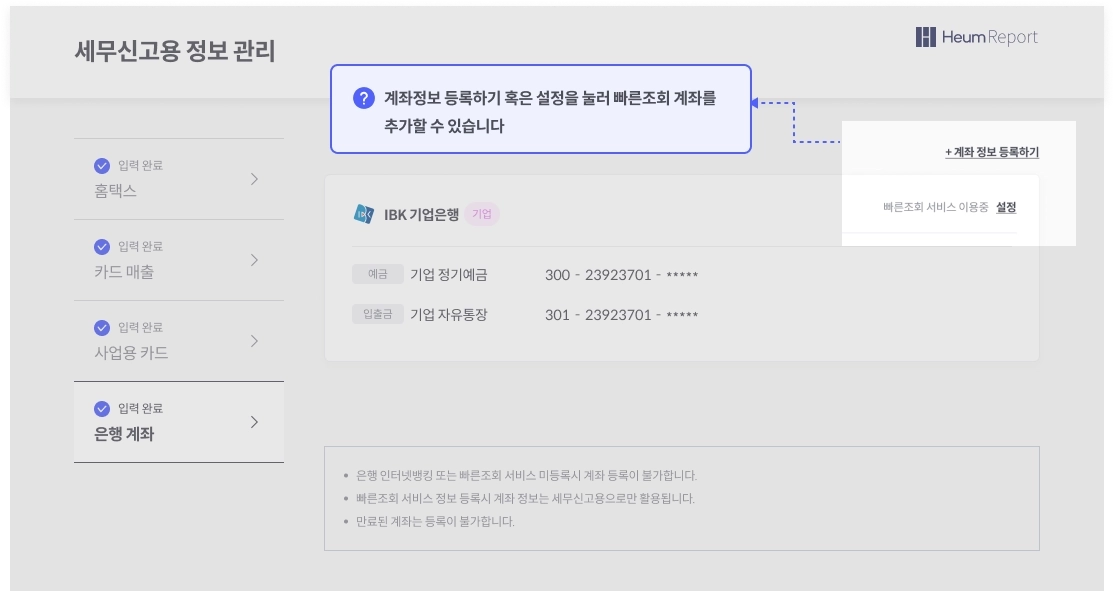 세무신고용 정보 관리
Heum Report
? 계좌정보 등록하기 혹은 설정을 눌러 빠른조회 계좌를
추가할 수 있습니다
+ 계좌 정보 등록하기
입력 완료
홈택스
입력 완료
카드 매출
입력 완료
사업용 카드
입력 완료
은행 계좌
IBK 기업은행 기업
빠른조회 서비스 이용중 설정
예금 기업 정기예금 300 - 23923701 - *****
입출금 기업 자유통장 301 - 23923701 - *****
• 은행 인터넷뱅킹 또는 빠른조회 서비스 미등록시 계좌 등록이 불가합니다.
• 빠른조회 서비스 정보 등록시 계좌 정보는 세무신고용으로만 활용됩니다.
• 만료된 계좌는 등록이 불가합니다.